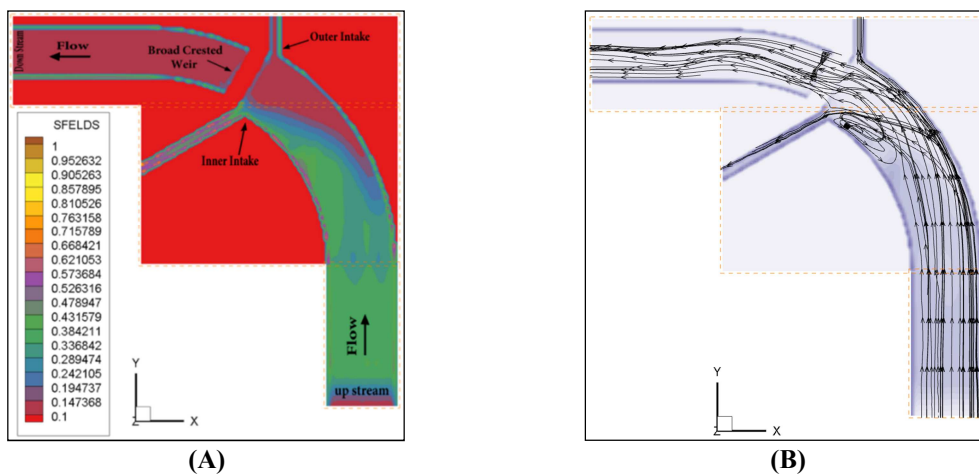 Down Stream
Flow
Broad Crested
Weir
Outer Intake
SFELDS
1
0.952632
0.905263
0.857895
0.810526
0.763158
0.715789
0.668421
0.621053
0.573684
0.526316
0.478947
0.431579
0.384211
0.336842
0.289474
0.242105
0.194737
0.147368
0.1
Inner Intake
Flow
up stream
Y
Z
X
(A)
Y
Z
X
(B)